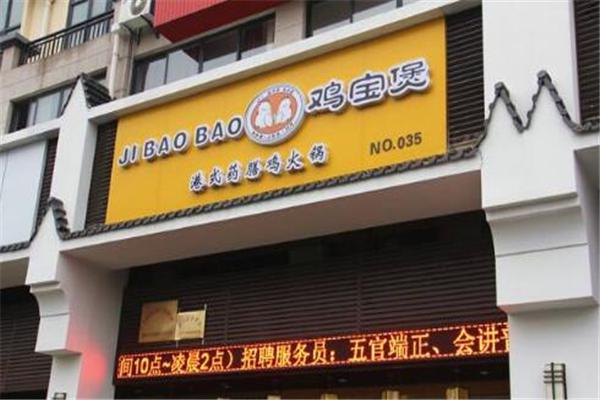 JI BAO BAO 鸡宝煲
港式药膳鸡火锅
NO.035
间10点~凌晨2点）招聘服务员：五官端正、会讲普